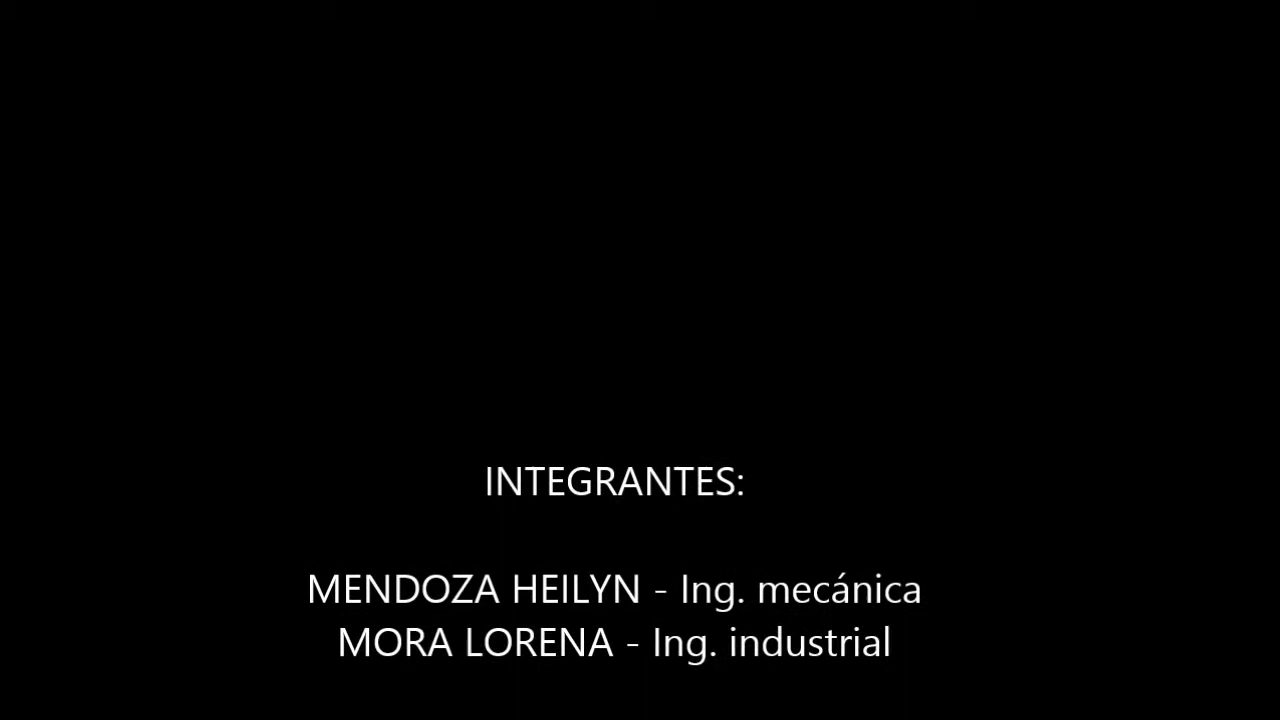 INTEGRANTES:
MENDOZA HEILYN - Ing. mecánica
MORA LORENA - Ing. industrial